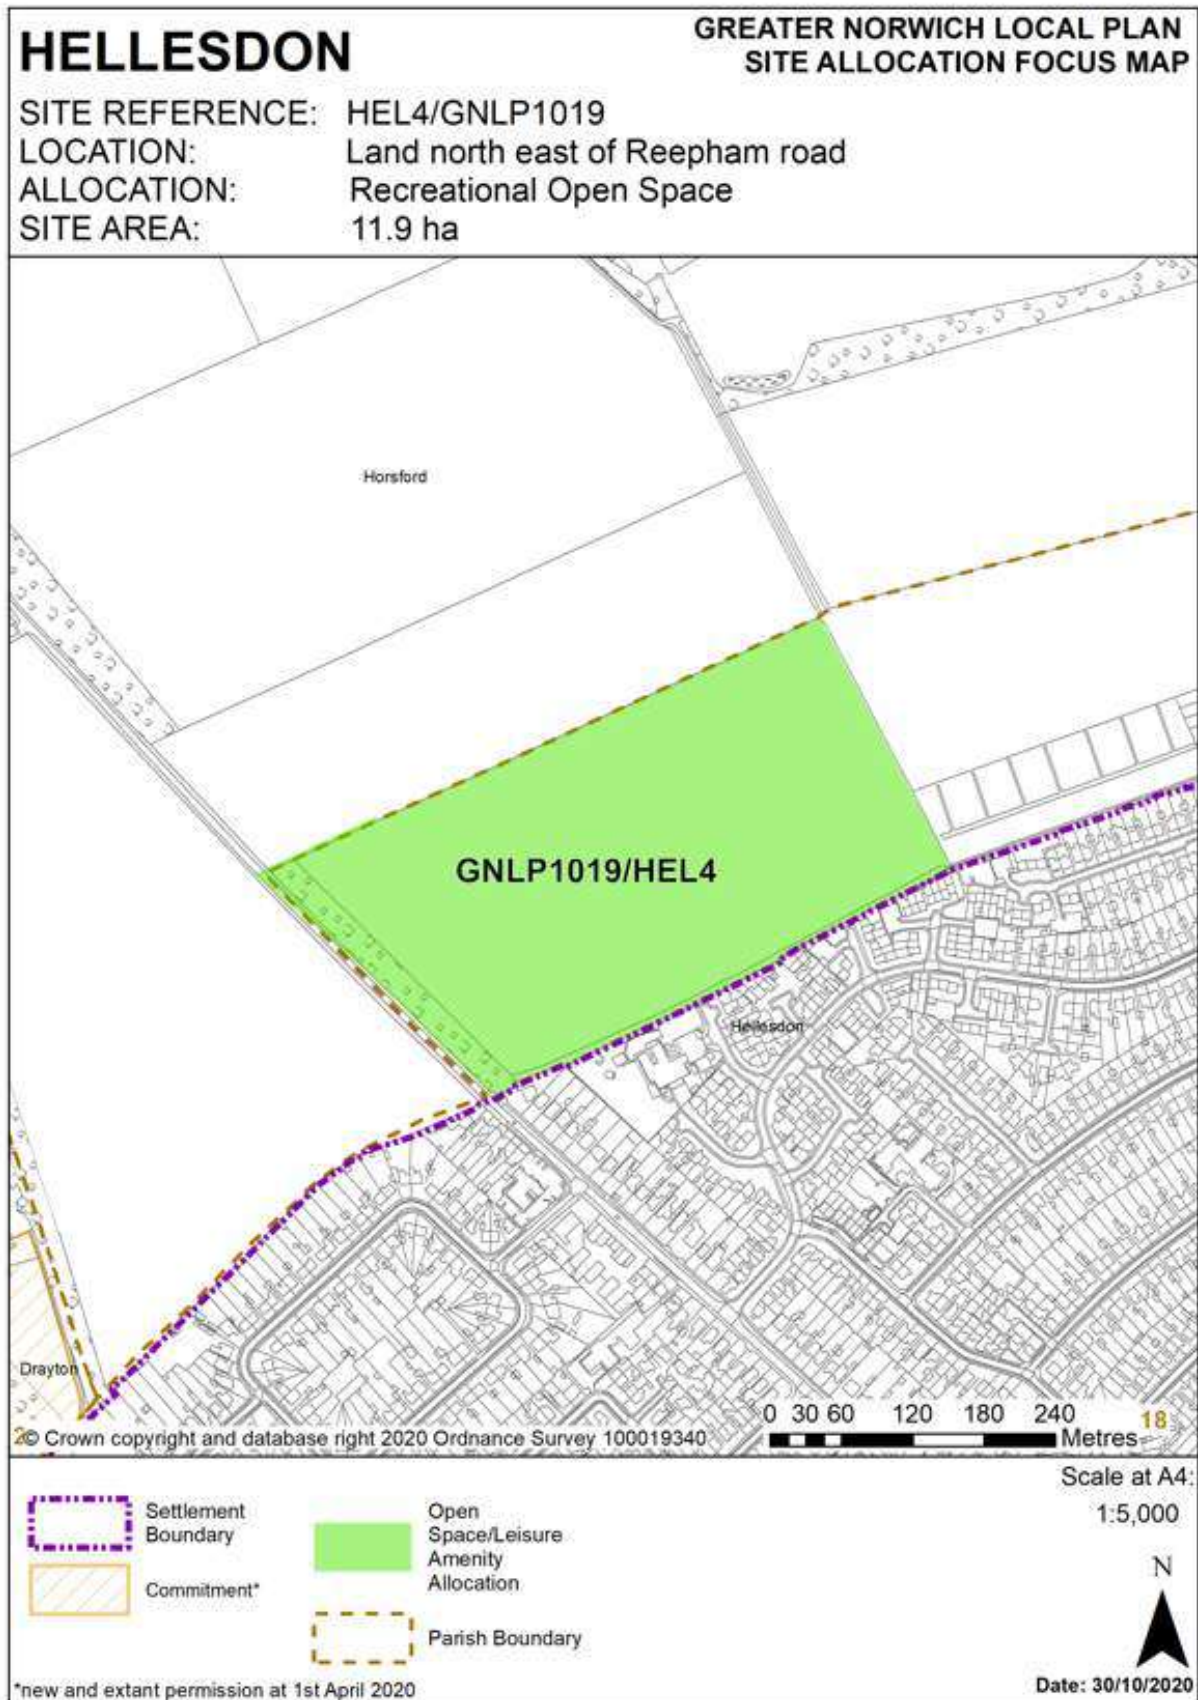 HELLESDON
GREATER NORWICH LOCAL PLAN
SITE ALLOCATION FOCUS MAP
SITE REFERENCE: HEL4/GNLP1019
LOCATION: Land north east of Reepham road
ALLOCATION: Recreational Open Space
SITE AREA: 11.9 ha
Horsford
GNLP1019/HEL4
Hellesdon
Drayton
0 30 60 120 180 240
Metres
18
© Crown copyright and database right 2020 Ordnance Survey 100019340
Settlement
Boundary
Commitment*
Open
Space/Leisure
Amenity
Allocation
Parish Boundary
Scale at A4:
1:5,000
N
*new and extant permission at 1st April 2020
Date: 30/10/2020